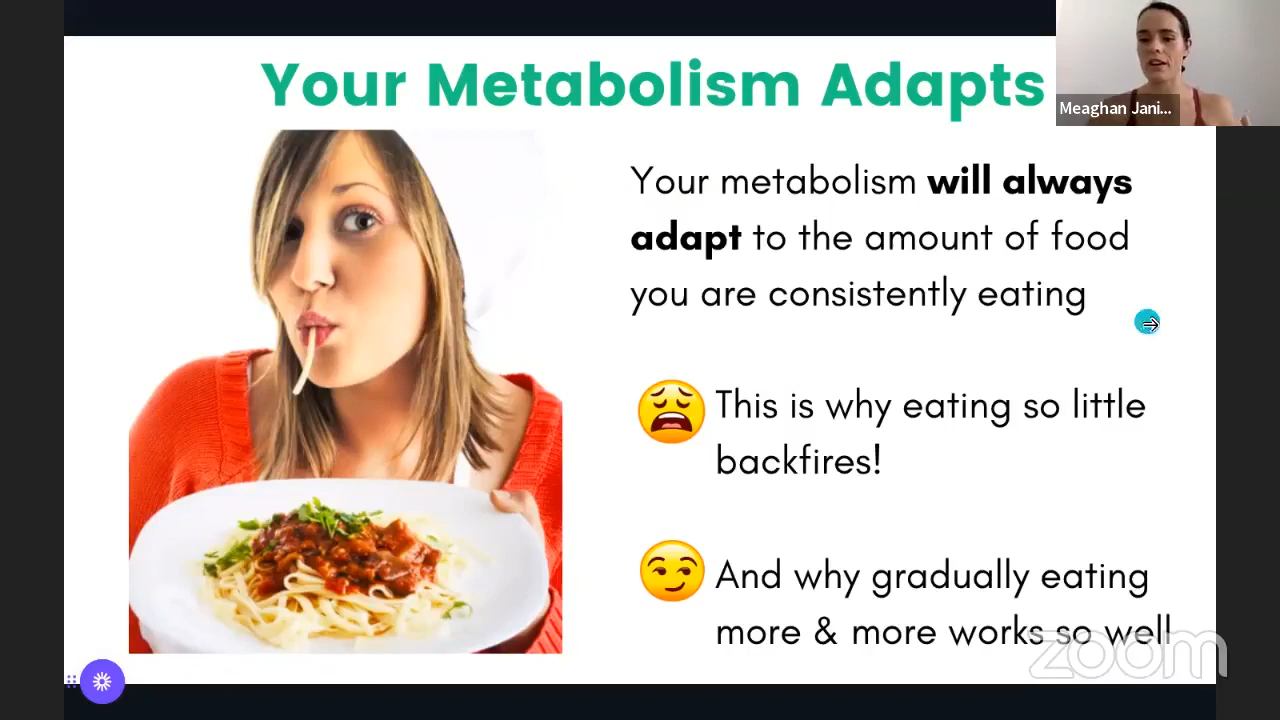 Your Metabolism Adapts
Meaghan Jani...
Your metabolism will always
adapt to the amount of food
you are consistently eating
This is why eating so little
backfires!
And why gradually eating
more & more works so well
zoom